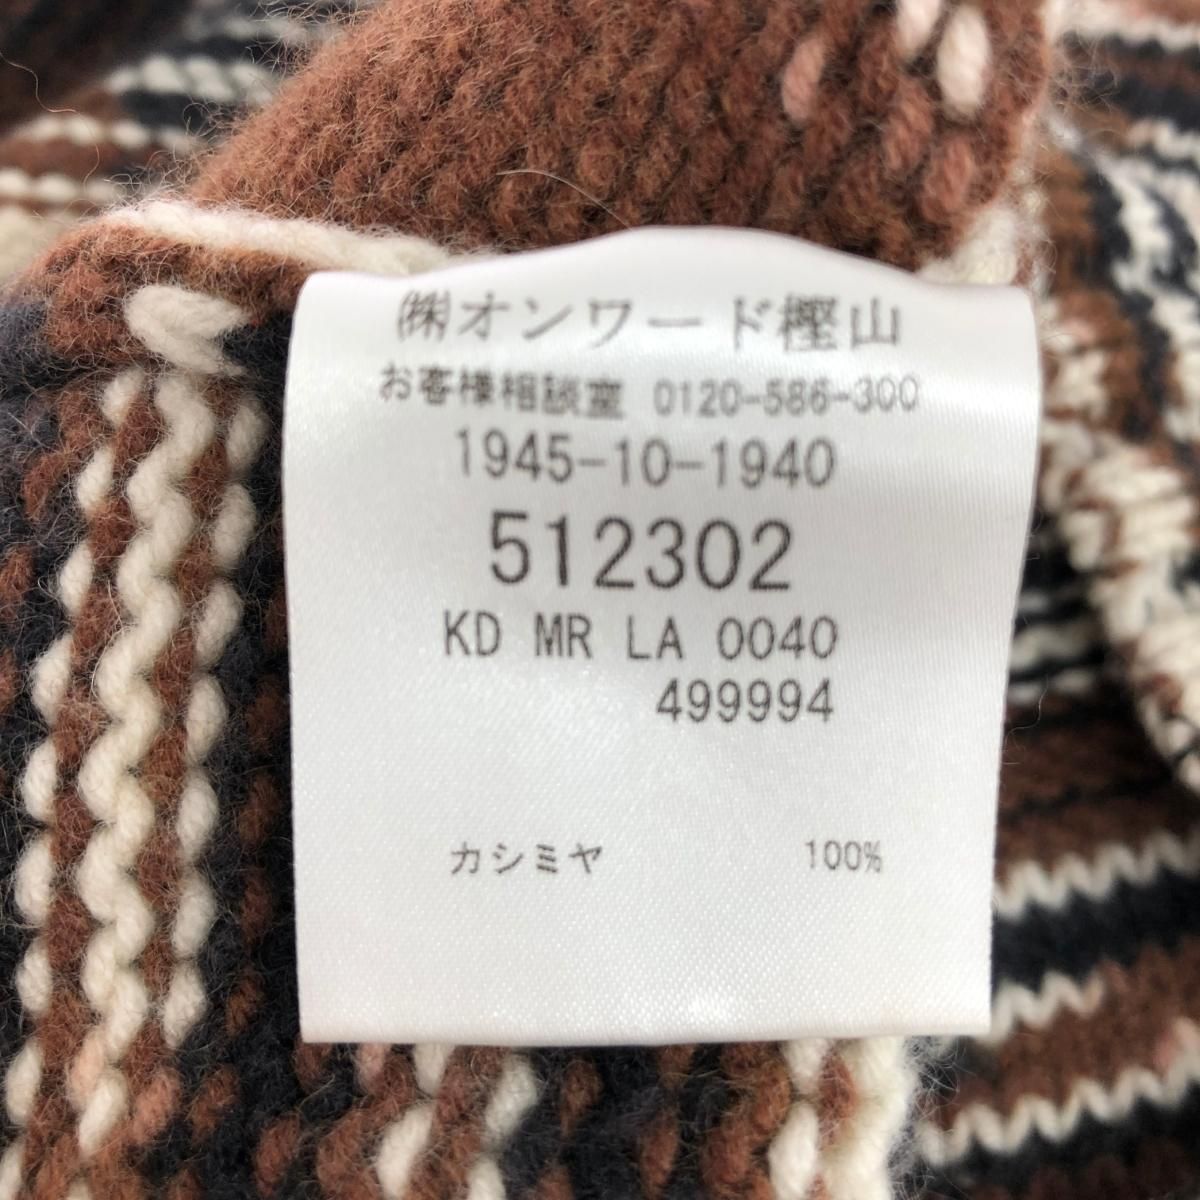 ㈱オンワード樫山
お客様相談室 0120-586-300
1945-10-1940
512302
KD MR LA 0040
499994
カシミヤ 100%